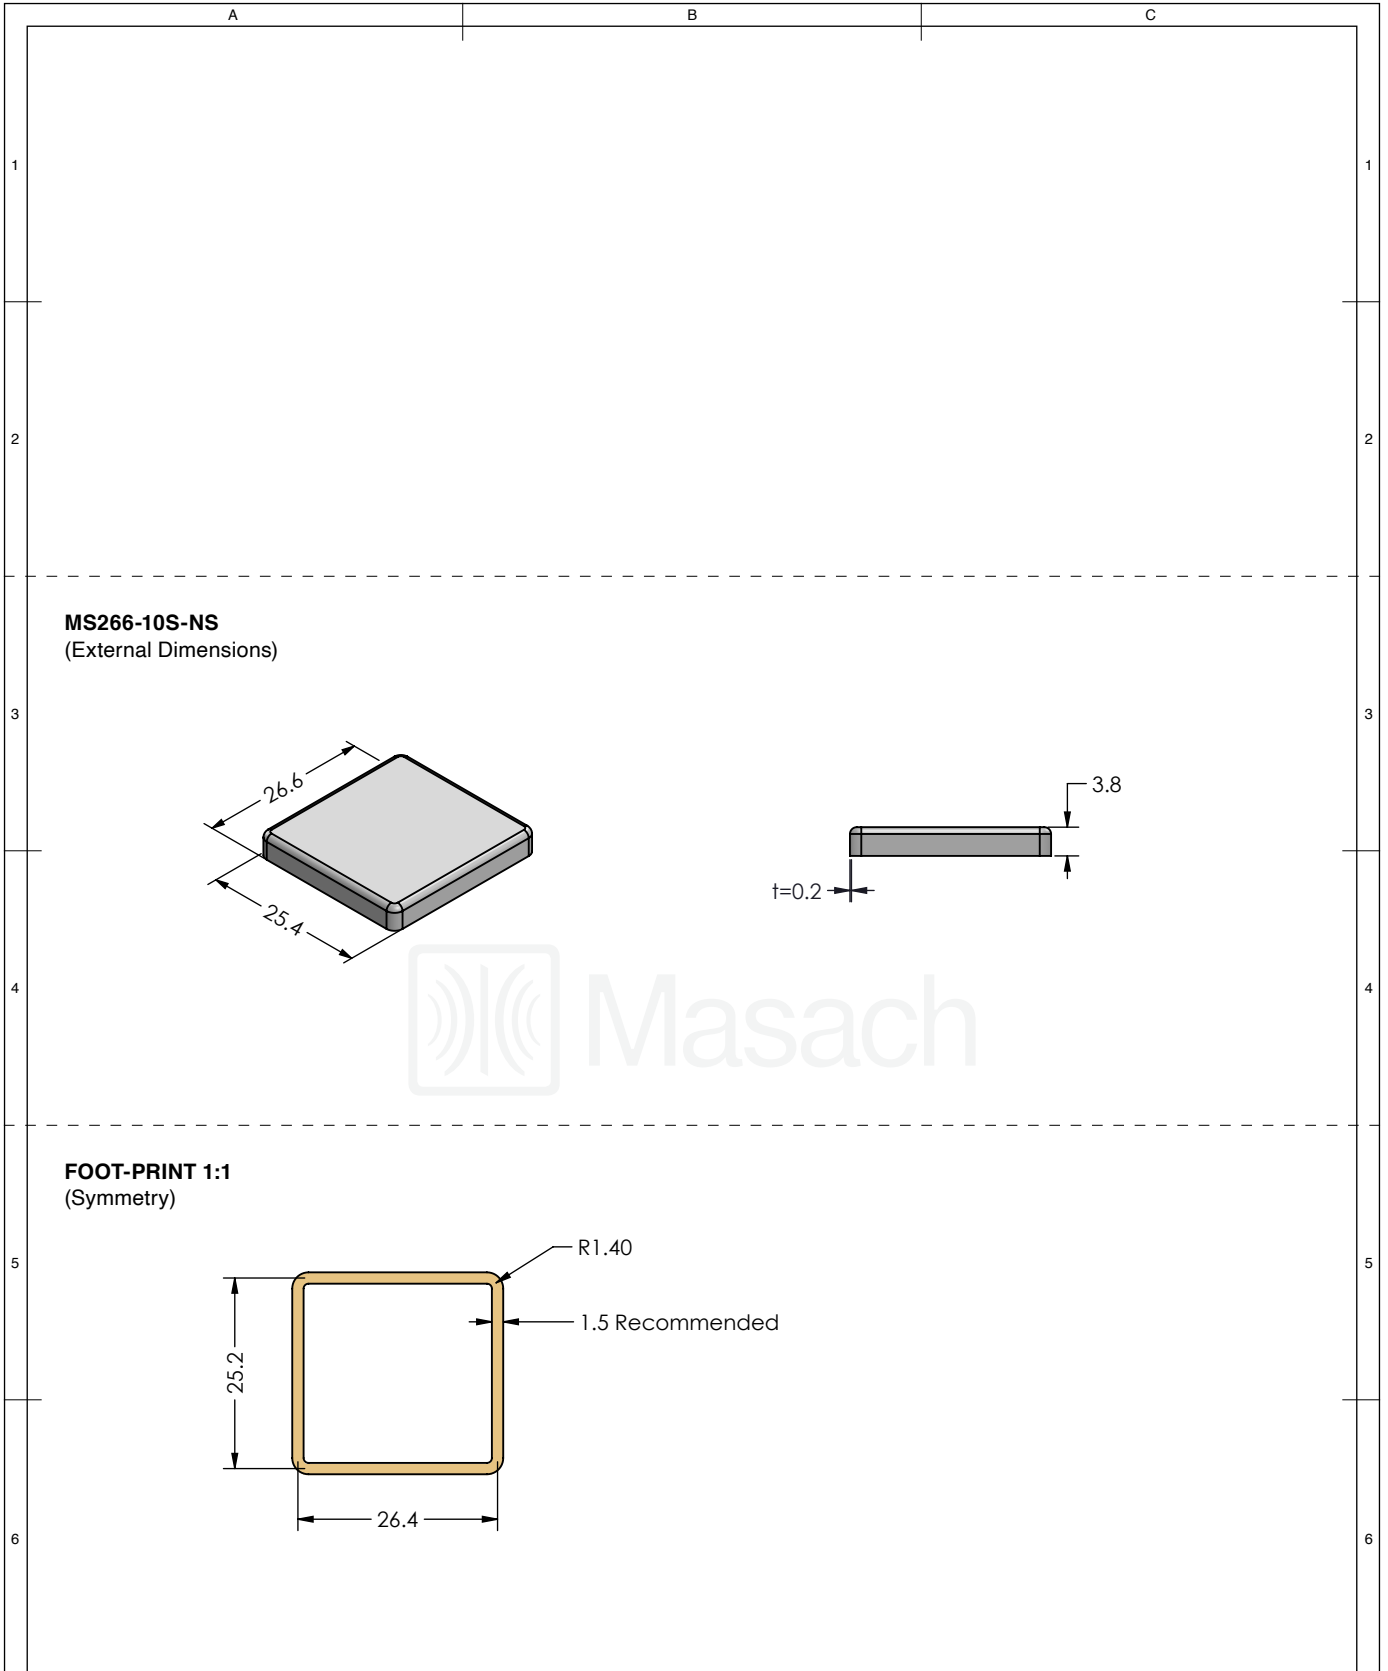 A B C
1 1
2 2
MS266-10S-NS
(External Dimensions)
3 3
26.6
3.8
t=0.2
25.4
Masach
4 4
FOOT-PRINT 1:1
(Symmetry)
R1.40
5 5
1.5 Recommended
25.2
26.4
6 6